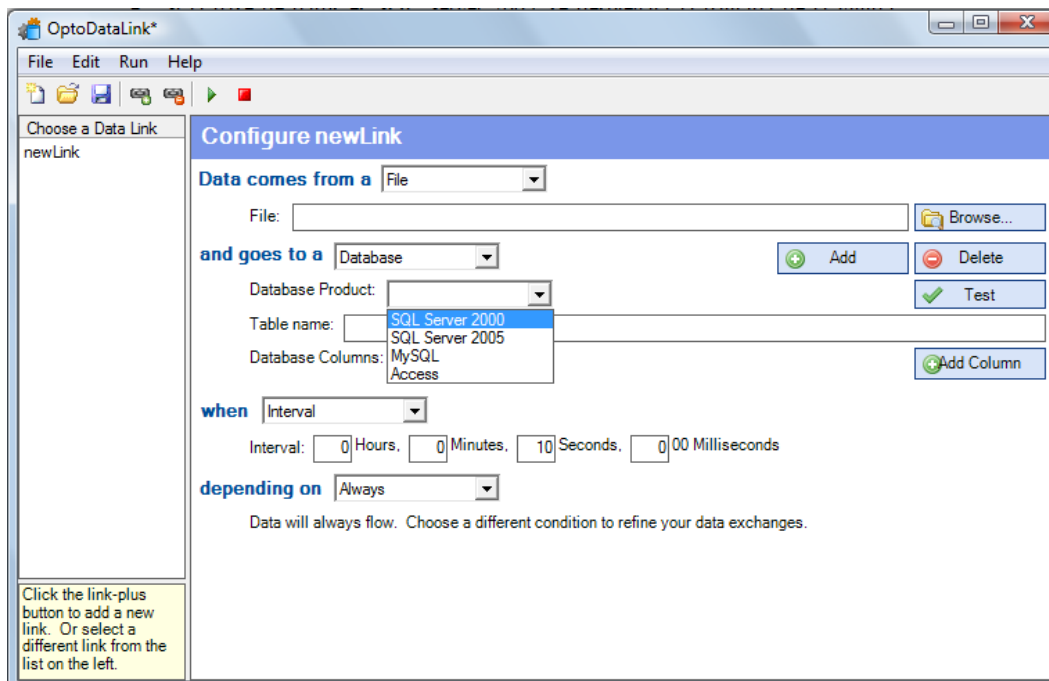 OptoDataLink*
File Edit Run Help
Choose a Data Link
newLink
Configure newLink
Data comes from a File
File: Browse...
and goes to a Database Add Delete
Database Product: Test
SQL Server 2000
Table name:
SQL Server 2005
Database Columns: MySQL Add Column
Access
when Interval
Interval: 0 Hours, 0 Minutes, 10 Seconds, 0 00 Milliseconds
depending on Always
Data will always flow. Choose a different condition to refine your data exchanges.
Click the link-plus
button to add a new
link. Or select a
different link from the
list on the left.